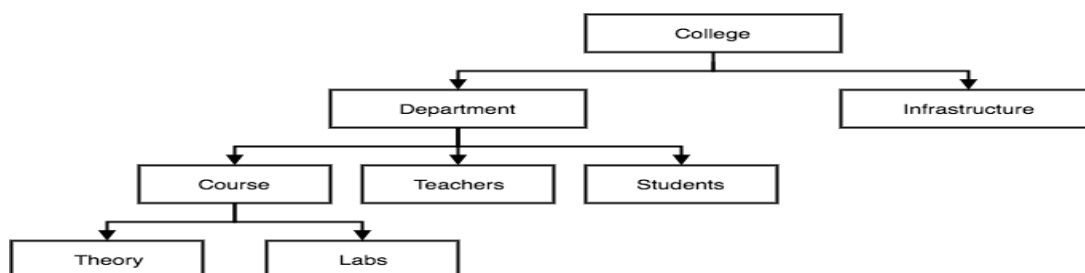 College
Department
Infrastructure
Course
Teachers
Students
Theory
Labs